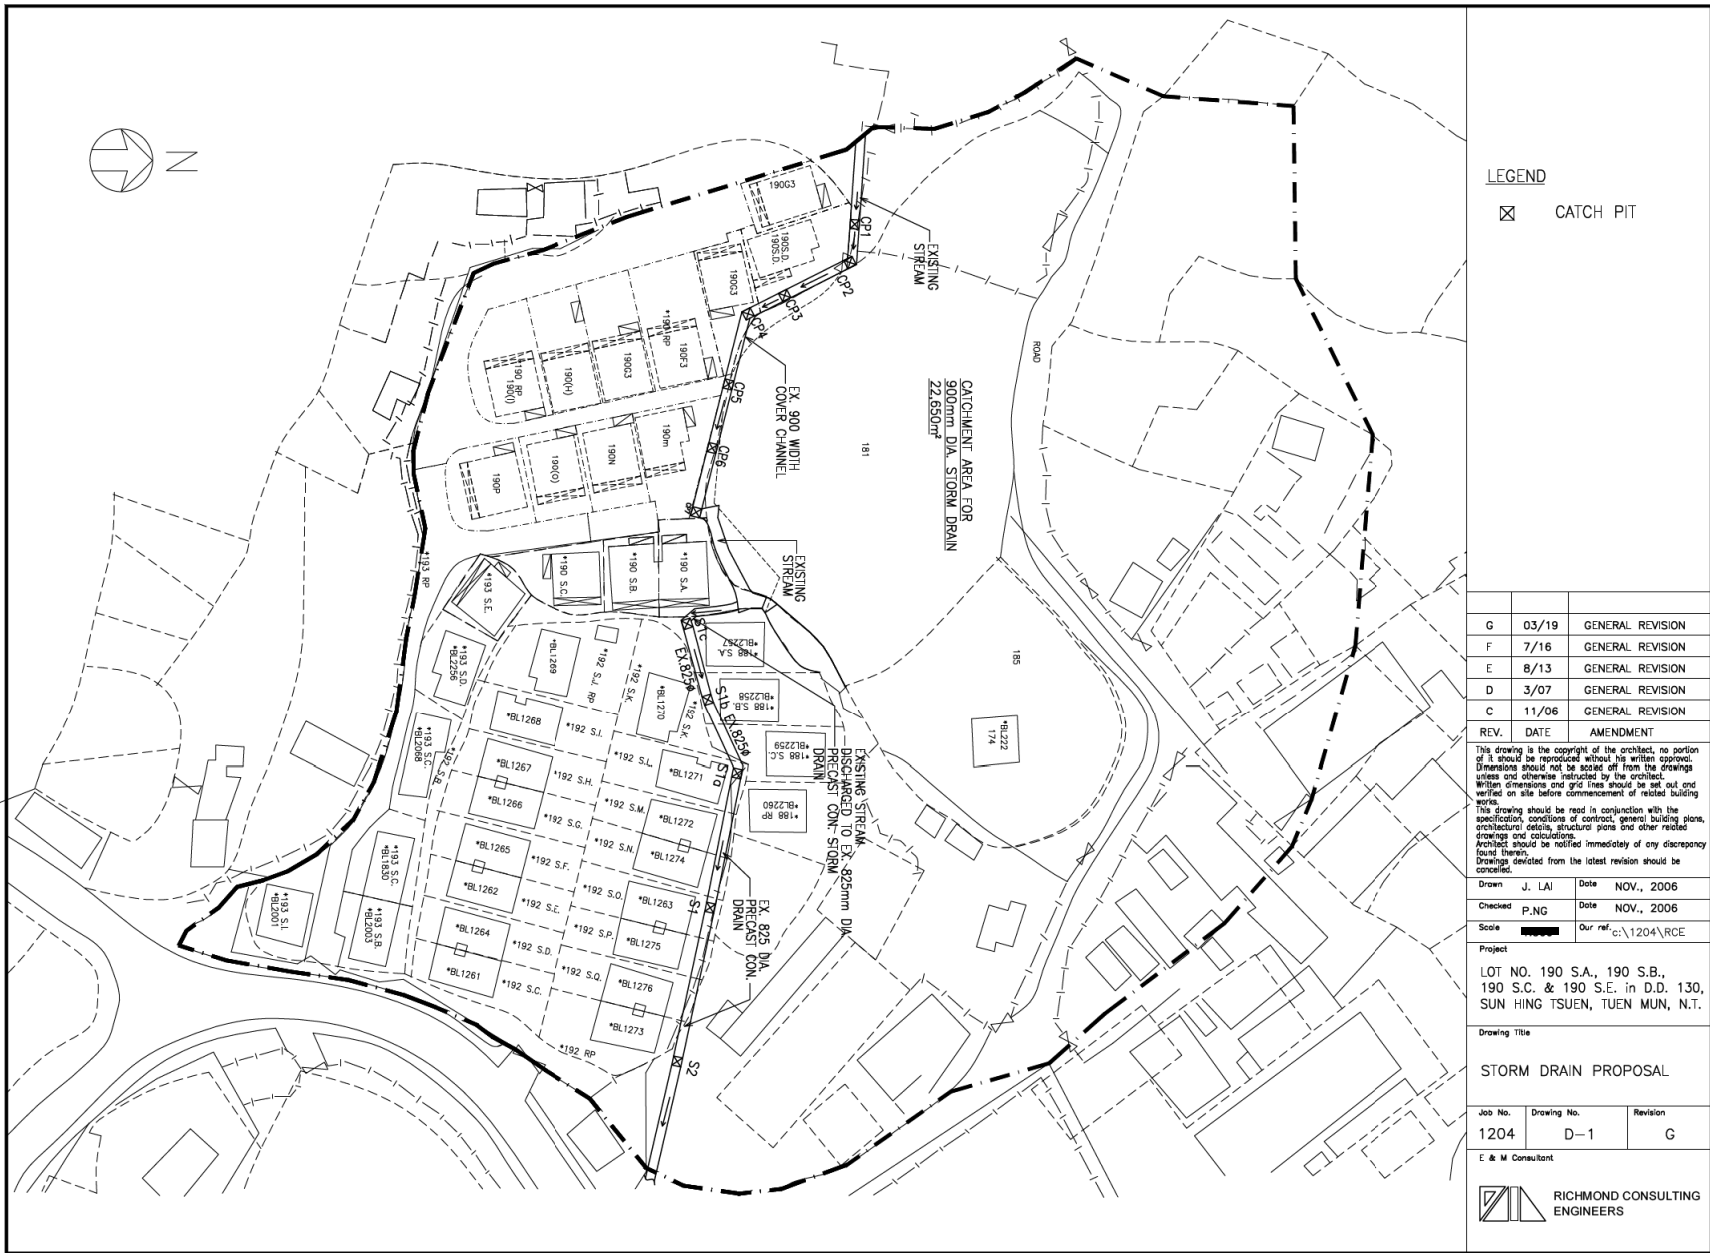 N
190G3
190S.D.
190S.D.
190G3
*193 RP
190F3
190G3
190(H)
190 RP
190(I)
190m
190N
190(O)
190P
CP1
EXISTING
STREAM
CP2
CP3
CP4
CP5
CP6
EX. 900 WIDTH
COVER CHANNEL
CATCHMENT AREA FOR
900mm DIA. STORM DRAIN
22,650m²
ROAD
181
185
*BL222
174
EXISTING
STREAM
*193 RP
*190 S.A.
*190 S.B.
*190 S.C.
*193 S.E.
S1c
EX.825ø
S1b
EX.825ø
S1a
*188 S.A.
*BL2257
*188 S.B.
*BL2258
*188 S.C.
*BL2259
*188 RP
*BL2260
EXISTING STREAM
DISCHARGED TO EX. 825mm DIA.
PRECAST CON. STORM
DRAIN
EX. 825 DIA.
PRECAST CON.
DRAIN
S1
S2
*193 S.D.
*BL2256
*BL1269
*192 S.J. RP
*192 S.K.
*BL1270
*192 S.K.
*193 S.C.
*BL2068
*192 S.B.
*BL1268
*192 S.I.
*192 S.L.
*BL1271
*BL1267
*192 S.H.
*BL1266
*192 S.G.
*192 S.M.
*BL1272
*BL1265
*192 S.F.
*192 S.N.
*BL1274
*BL1262
*192 S.E.
*192 S.O.
*BL1263
*BL1264
*192 S.D.
*192 S.P.
*BL1275
*BL1261
*192 S.C.
*192 S.Q.
*BL1276
*BL1273
*192 RP
*193 S.C.
*BL1830
*193 S.B.
*BL2003
*193 S.I.
*BL2001
LEGEND
CATCH PIT
G 03/19 GENERAL REVISION
F 7/16 GENERAL REVISION
E 8/13 GENERAL REVISION
D 3/07 GENERAL REVISION
C 11/06 GENERAL REVISION
REV. DATE AMENDMENT
This drawing is the copyright of the architect, no portion
of it should be reproduced without his written approval.
Dimensions should not be scaled off from the drawings
unless and otherwise instructed by the architect.
Written dimensions and grid lines should be set out and
verified on site before commencement of related building
works.
This drawing should be read in conjunction with the
specification, conditions of contract, general building plans,
architectural details, structural plans and other related
drawings and calculations.
Architect should be notified immediately of any discrepancy
found therein.
Drawings deviated from the latest revision should be
cancelled.
Drawn J. LAI Date NOV., 2006
Checked P.NG Date NOV., 2006
Scale Our ref. c:\1204\RCE
Project
LOT NO. 190 S.A., 190 S.B.,
190 S.C. & 190 S.E. in D.D. 130,
SUN HING TSUEN, TUEN MUN, N.T.
Drawing Title
STORM DRAIN PROPOSAL
Job No. Drawing No. Revision
1204 D-1 G
E & M Consultant
RICHMOND CONSULTING
ENGINEERS